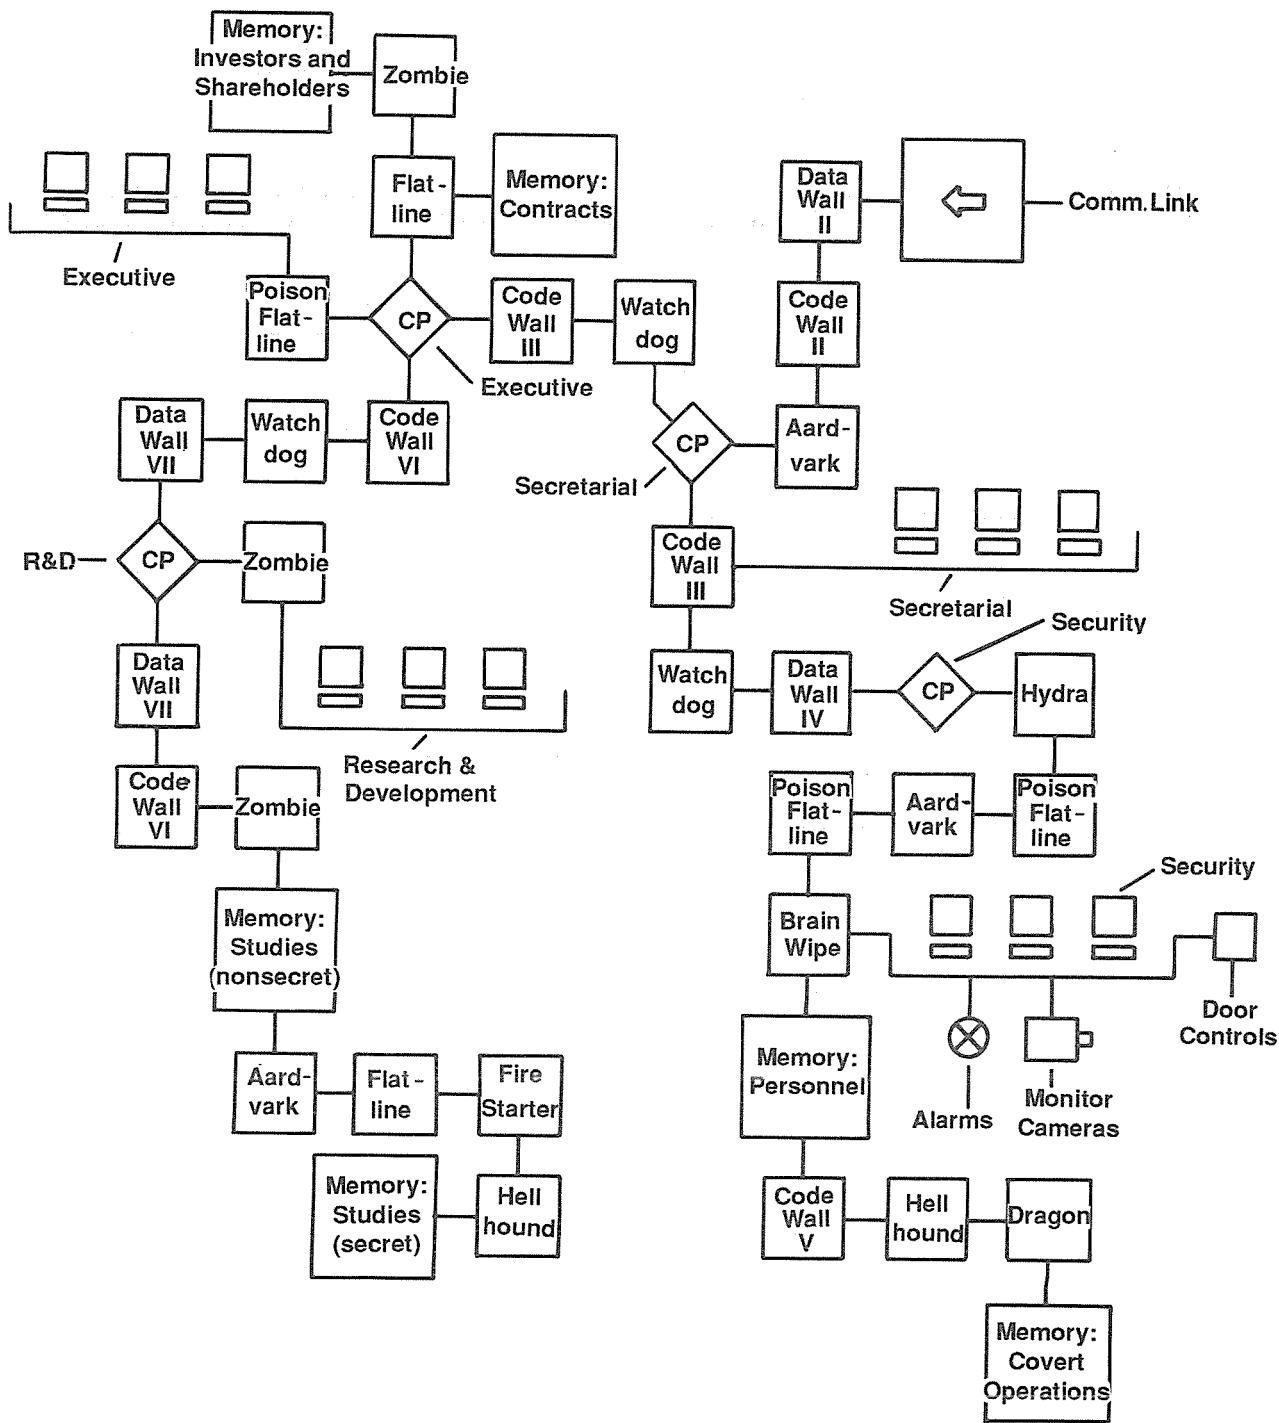 Memory:
Investors and
Shareholders
Zombie
Flat-
line
Memory:
Contracts
Executive
Poison
Flat-
line
CP
Code
Wall
III
Watch
dog
Executive
Data
Wall
II
Comm.Link
Code
Wall
II
Aard-
vark
CP
Secretarial
Data
Wall
VII
Watch
dog
Code
Wall
VI
R&D
CP
Zombie
Code
Wall
III
Secretarial
Research &
Development
Data
Wall
VII
Code
Wall
VI
Zombie
Memory:
Studies
(nonsecret)
Aard-
vark
Flat-
line
Fire
Starter
Hell
hound
Memory:
Studies
(secret)
Watch
dog
Data
Wall
IV
CP
Security
Hydra
Poison
Flat-
line
Aard-
vark
Poison
Flat-
line
Brain
Wipe
Security
Door
Controls
Alarms
Monitor
Cameras
Memory:
Personnel
Code
Wall
V
Hell
hound
Dragon
Memory:
Covert
Operations